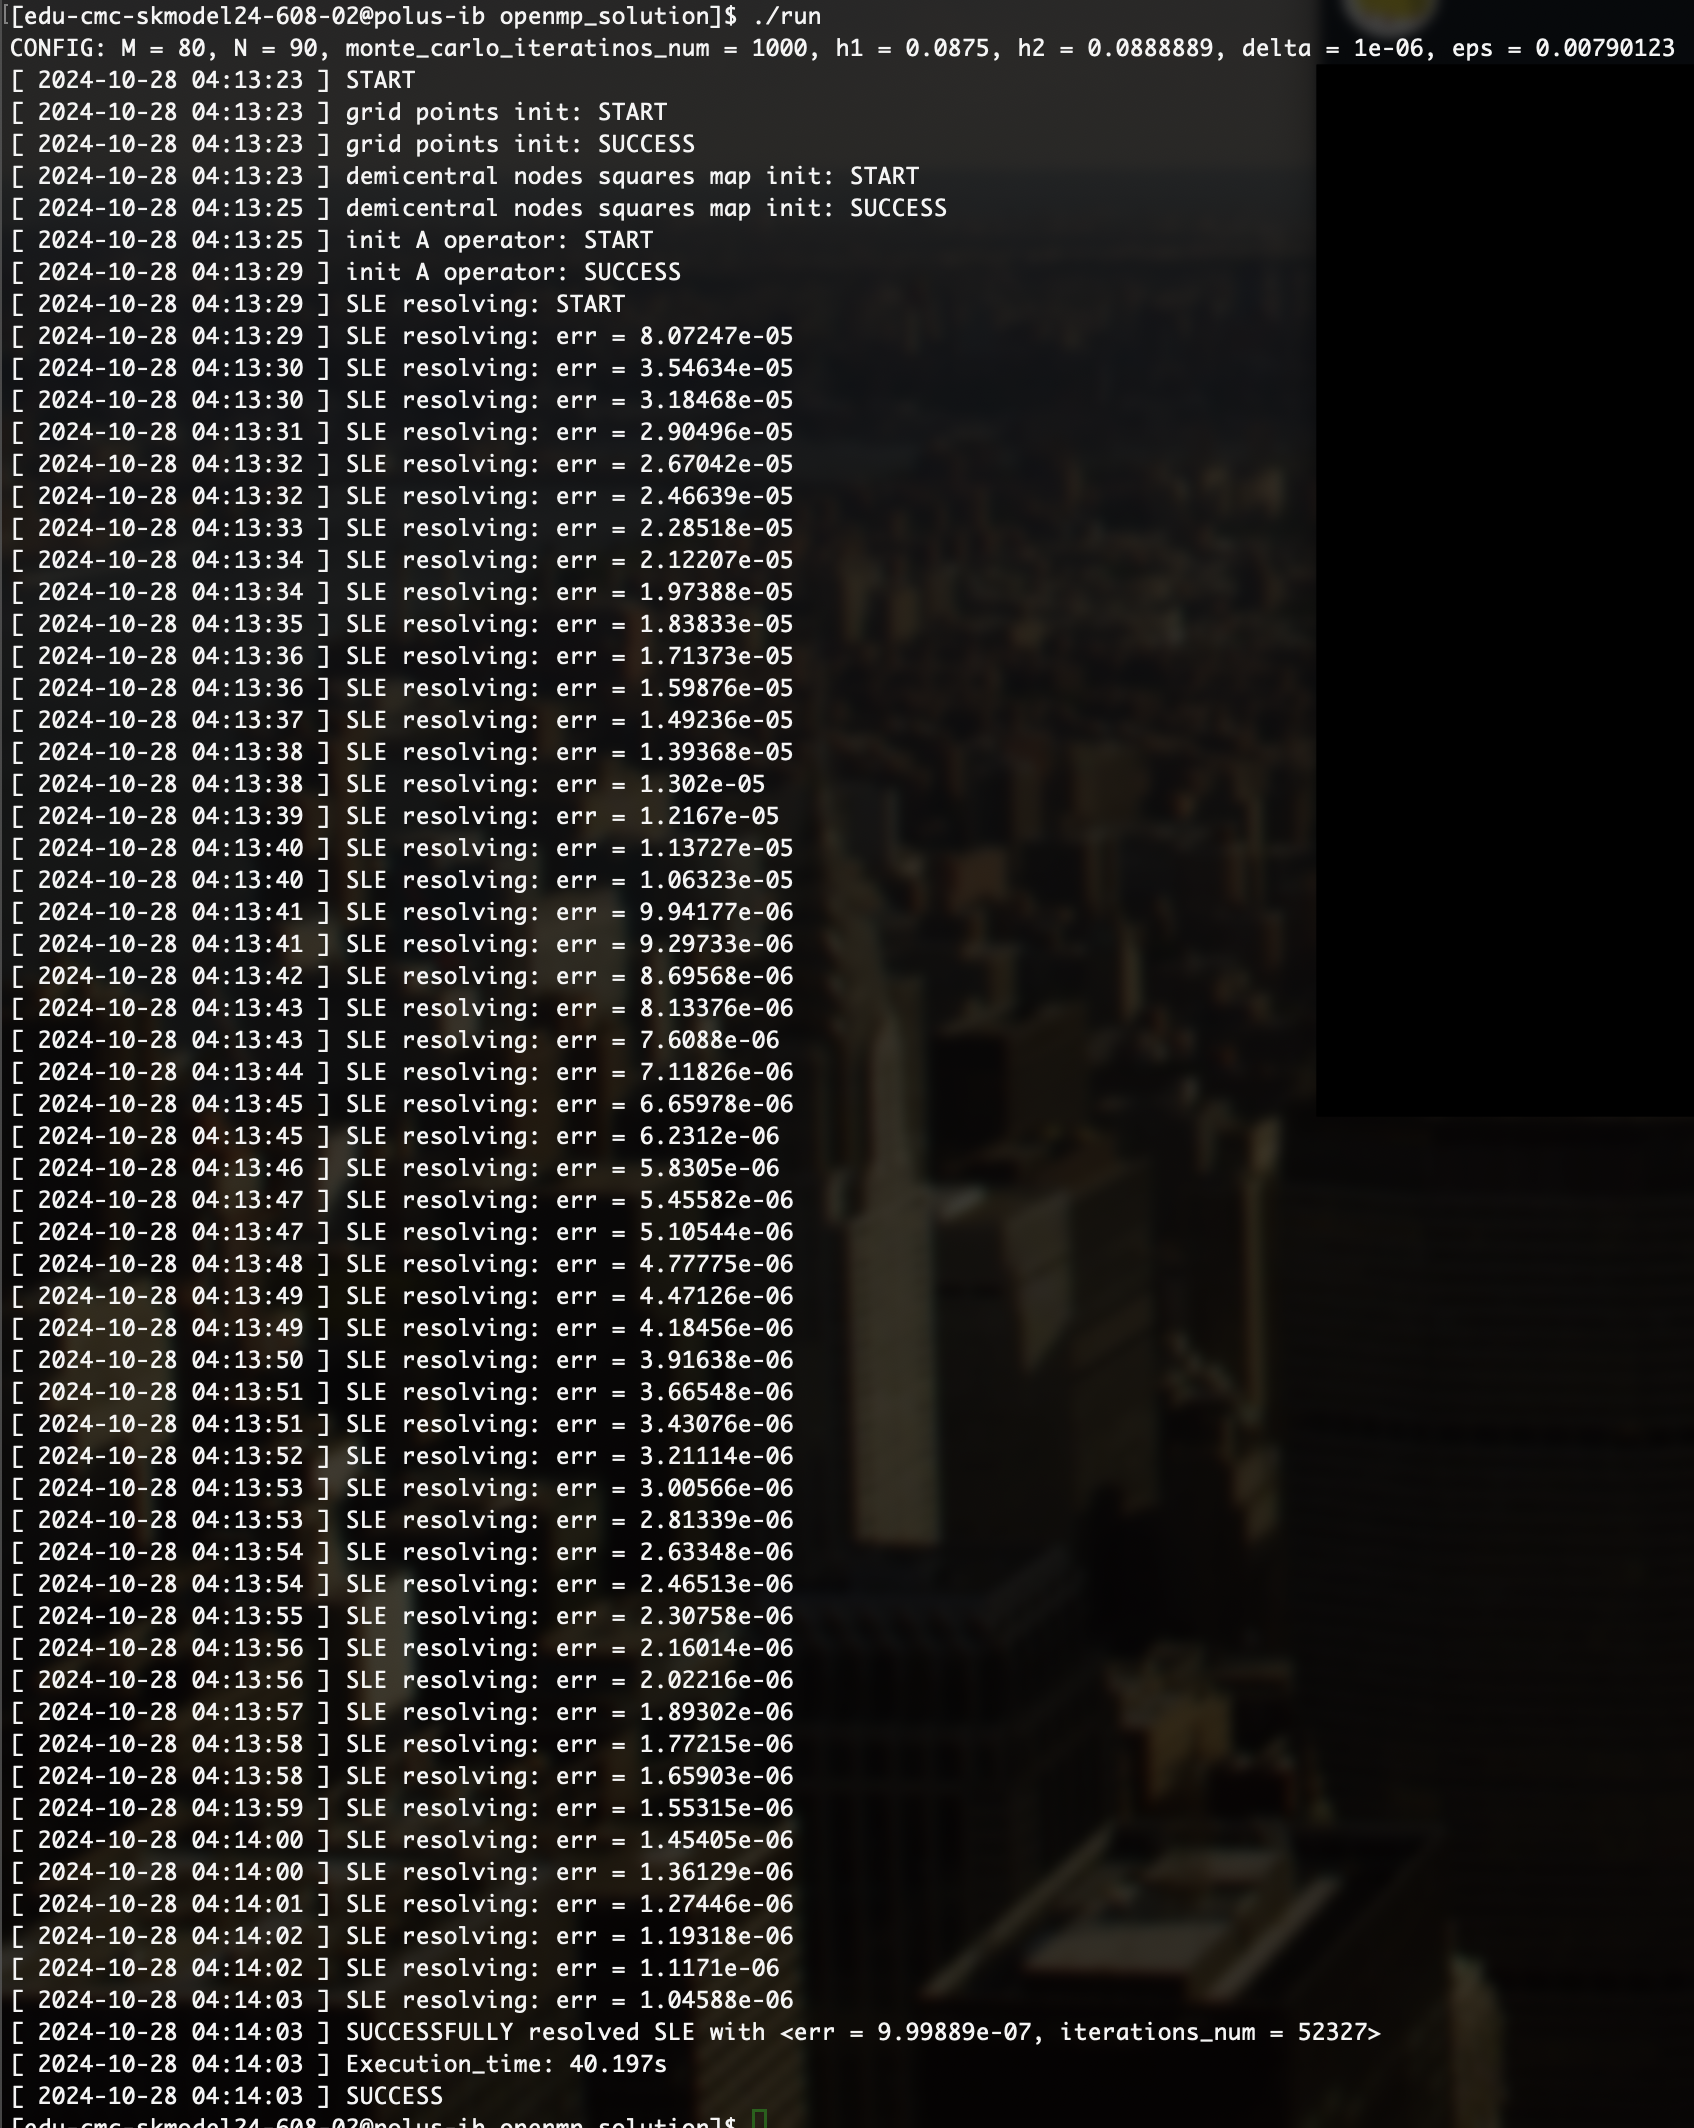 [[edu-cmc-skmodel24-608-02@polus-ib openmp_solution]$ ./run
CONFIG: M = 80, N = 90, monte_carlo_iteratinos_num = 1000, h1 = 0.0875, h2 = 0.0888889, delta = 1e-06, eps = 0.00790123
[ 2024-10-28 04:13:23 ] START
[ 2024-10-28 04:13:23 ] grid points init: START
[ 2024-10-28 04:13:23 ] grid points init: SUCCESS
[ 2024-10-28 04:13:23 ] demicentral nodes squares map init: START
[ 2024-10-28 04:13:25 ] demicentral nodes squares map init: SUCCESS
[ 2024-10-28 04:13:25 ] init A operator: START
[ 2024-10-28 04:13:29 ] init A operator: SUCCESS
[ 2024-10-28 04:13:29 ] SLE resolving: START
[ 2024-10-28 04:13:29 ] SLE resolving: err = 8.07247e-05
[ 2024-10-28 04:13:30 ] SLE resolving: err = 3.54634e-05
[ 2024-10-28 04:13:30 ] SLE resolving: err = 3.18468e-05
[ 2024-10-28 04:13:31 ] SLE resolving: err = 2.90496e-05
[ 2024-10-28 04:13:32 ] SLE resolving: err = 2.67042e-05
[ 2024-10-28 04:13:32 ] SLE resolving: err = 2.46639e-05
[ 2024-10-28 04:13:33 ] SLE resolving: err = 2.28518e-05
[ 2024-10-28 04:13:34 ] SLE resolving: err = 2.12207e-05
[ 2024-10-28 04:13:34 ] SLE resolving: err = 1.97388e-05
[ 2024-10-28 04:13:35 ] SLE resolving: err = 1.83833e-05
[ 2024-10-28 04:13:36 ] SLE resolving: err = 1.71373e-05
[ 2024-10-28 04:13:36 ] SLE resolving: err = 1.59876e-05
[ 2024-10-28 04:13:37 ] SLE resolving: err = 1.49236e-05
[ 2024-10-28 04:13:38 ] SLE resolving: err = 1.39368e-05
[ 2024-10-28 04:13:38 ] SLE resolving: err = 1.302e-05
[ 2024-10-28 04:13:39 ] SLE resolving: err = 1.2167e-05
[ 2024-10-28 04:13:40 ] SLE resolving: err = 1.13727e-05
[ 2024-10-28 04:13:40 ] SLE resolving: err = 1.06323e-05
[ 2024-10-28 04:13:41 ] SLE resolving: err = 9.94177e-06
[ 2024-10-28 04:13:41 ] SLE resolving: err = 9.29733e-06
[ 2024-10-28 04:13:42 ] SLE resolving: err = 8.69568e-06
[ 2024-10-28 04:13:43 ] SLE resolving: err = 8.13376e-06
[ 2024-10-28 04:13:43 ] SLE resolving: err = 7.6088e-06
[ 2024-10-28 04:13:44 ] SLE resolving: err = 7.11826e-06
[ 2024-10-28 04:13:45 ] SLE resolving: err = 6.65978e-06
[ 2024-10-28 04:13:45 ] SLE resolving: err = 6.2312e-06
[ 2024-10-28 04:13:46 ] SLE resolving: err = 5.8305e-06
[ 2024-10-28 04:13:47 ] SLE resolving: err = 5.45582e-06
[ 2024-10-28 04:13:47 ] SLE resolving: err = 5.10544e-06
[ 2024-10-28 04:13:48 ] SLE resolving: err = 4.77775e-06
[ 2024-10-28 04:13:49 ] SLE resolving: err = 4.47126e-06
[ 2024-10-28 04:13:49 ] SLE resolving: err = 4.18456e-06
[ 2024-10-28 04:13:50 ] SLE resolving: err = 3.91638e-06
[ 2024-10-28 04:13:51 ] SLE resolving: err = 3.66548e-06
[ 2024-10-28 04:13:51 ] SLE resolving: err = 3.43076e-06
[ 2024-10-28 04:13:52 ] SLE resolving: err = 3.21114e-06
[ 2024-10-28 04:13:53 ] SLE resolving: err = 3.00566e-06
[ 2024-10-28 04:13:53 ] SLE resolving: err = 2.81339e-06
[ 2024-10-28 04:13:54 ] SLE resolving: err = 2.63348e-06
[ 2024-10-28 04:13:54 ] SLE resolving: err = 2.46513e-06
[ 2024-10-28 04:13:55 ] SLE resolving: err = 2.30758e-06
[ 2024-10-28 04:13:56 ] SLE resolving: err = 2.16014e-06
[ 2024-10-28 04:13:56 ] SLE resolving: err = 2.02216e-06
[ 2024-10-28 04:13:57 ] SLE resolving: err = 1.89302e-06
[ 2024-10-28 04:13:58 ] SLE resolving: err = 1.77215e-06
[ 2024-10-28 04:13:58 ] SLE resolving: err = 1.65903e-06
[ 2024-10-28 04:13:59 ] SLE resolving: err = 1.55315e-06
[ 2024-10-28 04:14:00 ] SLE resolving: err = 1.45405e-06
[ 2024-10-28 04:14:00 ] SLE resolving: err = 1.36129e-06
[ 2024-10-28 04:14:01 ] SLE resolving: err = 1.27446e-06
[ 2024-10-28 04:14:02 ] SLE resolving: err = 1.19318e-06
[ 2024-10-28 04:14:02 ] SLE resolving: err = 1.1171e-06
[ 2024-10-28 04:14:03 ] SLE resolving: err = 1.04588e-06
[ 2024-10-28 04:14:03 ] SUCCESSFULLY resolved SLE with <err = 9.99889e-07, iterations_num = 52327>
[ 2024-10-28 04:14:03 ] Execution_time: 40.197s
[ 2024-10-28 04:14:03 ] SUCCESS
[edu-cmc-skmodel24-608-02@polus-ib openmp_solution]$